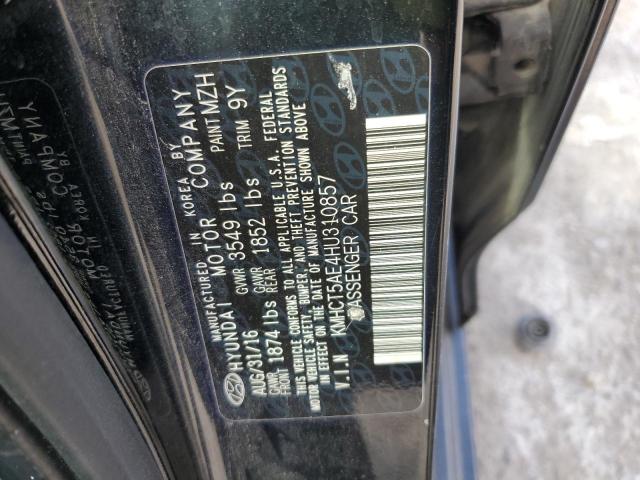 MANUFACTURED IN KOREA BY
HYUNDAI MOTOR COMPANY
AUG/31/16 GVWR 3549 lbs PAINT MZH
GAWR FRONT 1874 lbs GAWR REAR 1852 lbs TRIM 9Y
THIS VEHICLE CONFORMS TO ALL APPLICABLE U.S.A. FEDERAL
MOTOR VEHICLE SAFETY, BUMPER, AND THEFT PREVENTION STANDARDS
IN EFFECT ON THE DATE OF MANUFACTURE SHOWN ABOVE
V.I.N. KMHCT5AE4HU310857
PASSENGER CAR